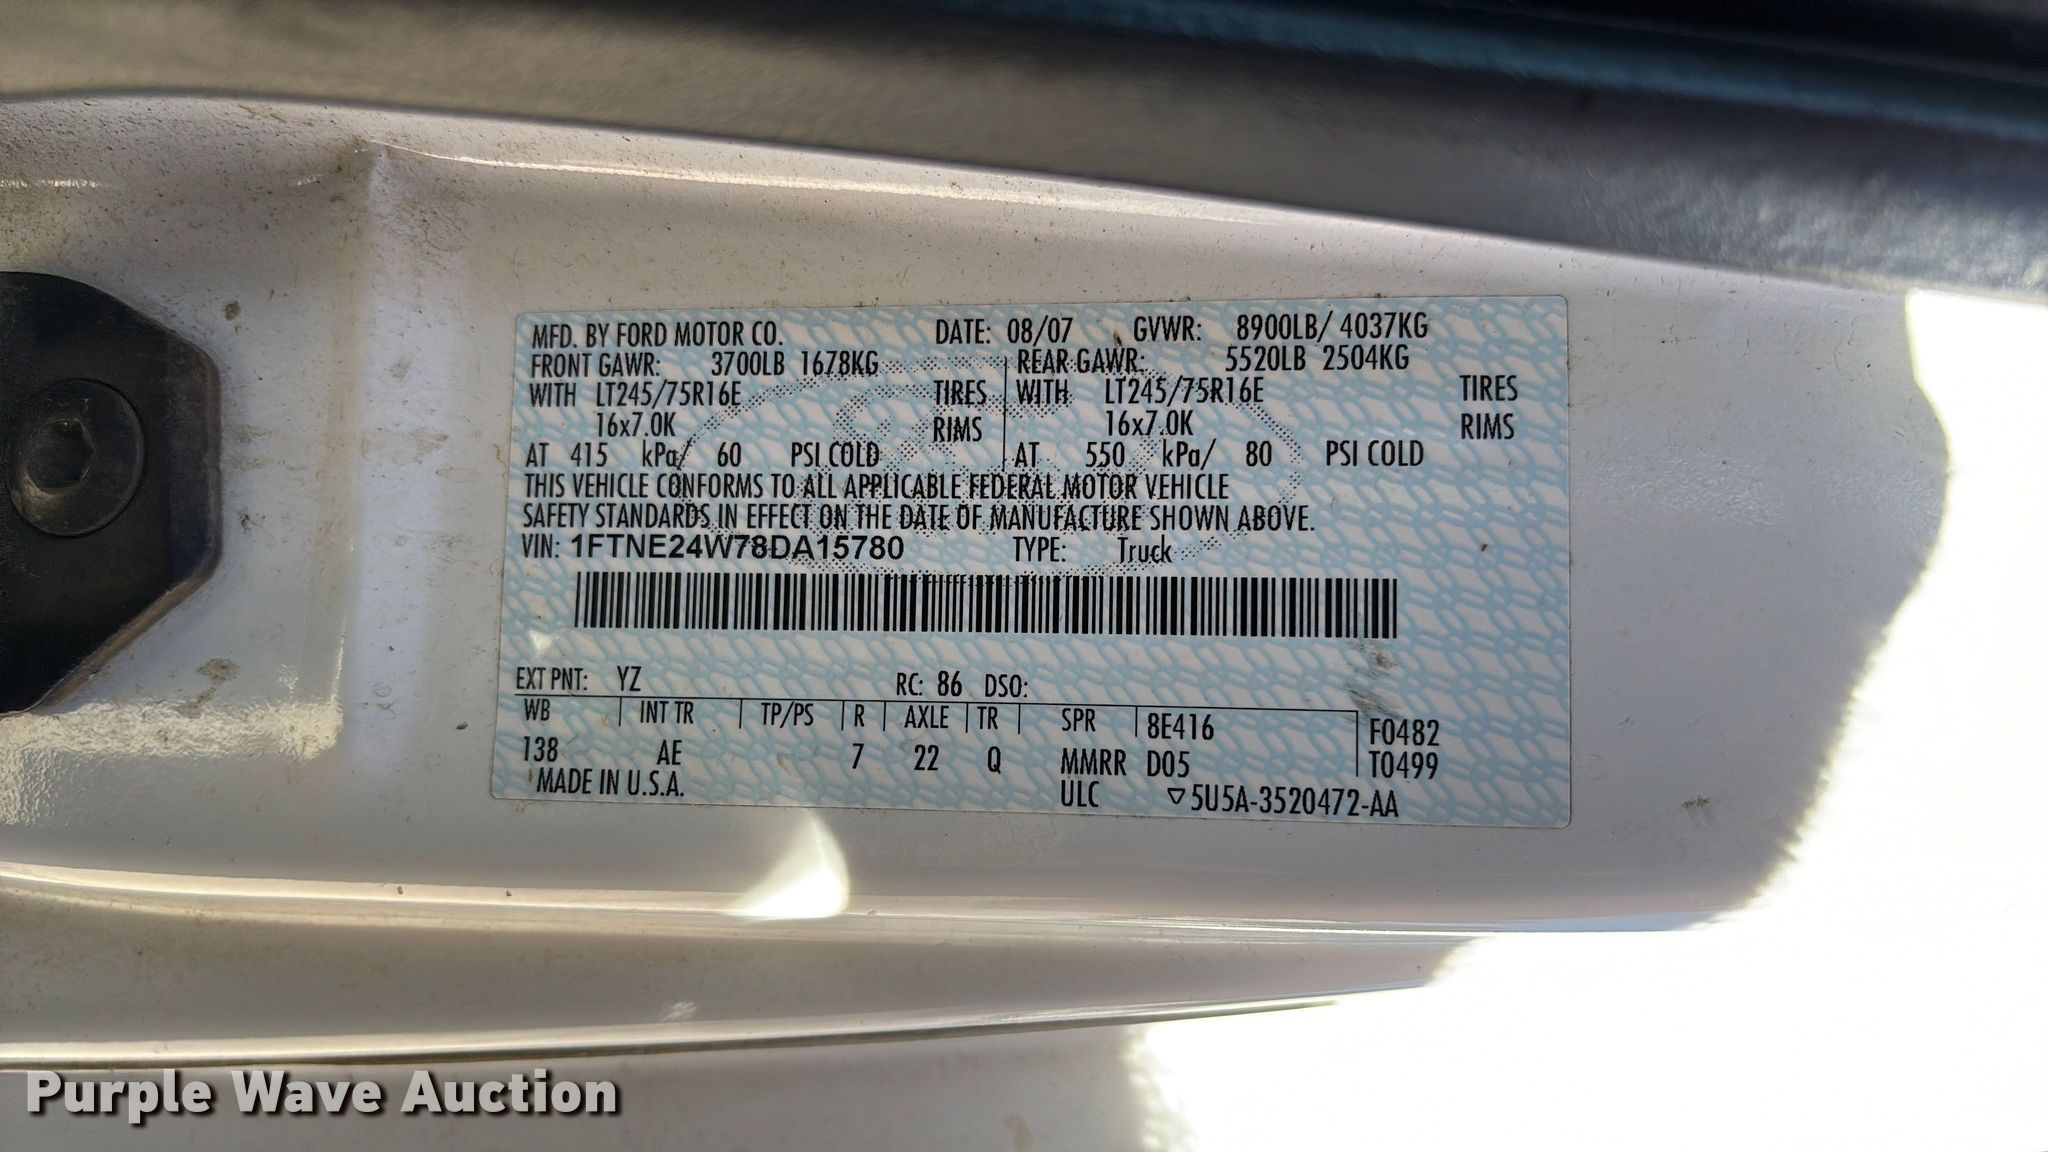 MFD. BY FORD MOTOR CO. DATE: 08/07 GVWR: 8900LB/ 4037KG
FRONT GAWR: 3700LB 1678KG REAR GAWR: 5520LB 2504KG
WITH LT245/75R16E TIRES WITH LT245/75R16E TIRES
16x7.0K RIMS 16x7.0K RIMS
AT 415 kPa/ 60 PSI COLD AT 550 kPa/ 80 PSI COLD
THIS VEHICLE CONFORMS TO ALL APPLICABLE FEDERAL MOTOR VEHICLE
SAFETY STANDARDS IN EFFECT ON THE DATE OF MANUFACTURE SHOWN ABOVE.
VIN: 1FTNE24W78DA15780 TYPE: Truck
EXT PNT: YZ RC: 86 DSO:
WB INT TR TP/PS R AXLE TR SPR 8E416 F0482
138 AE 7 22 Q MMRR D05 T0499
MADE IN U.S.A. ULC ▽5U5A-3520472-AA
Purple Wave Auction